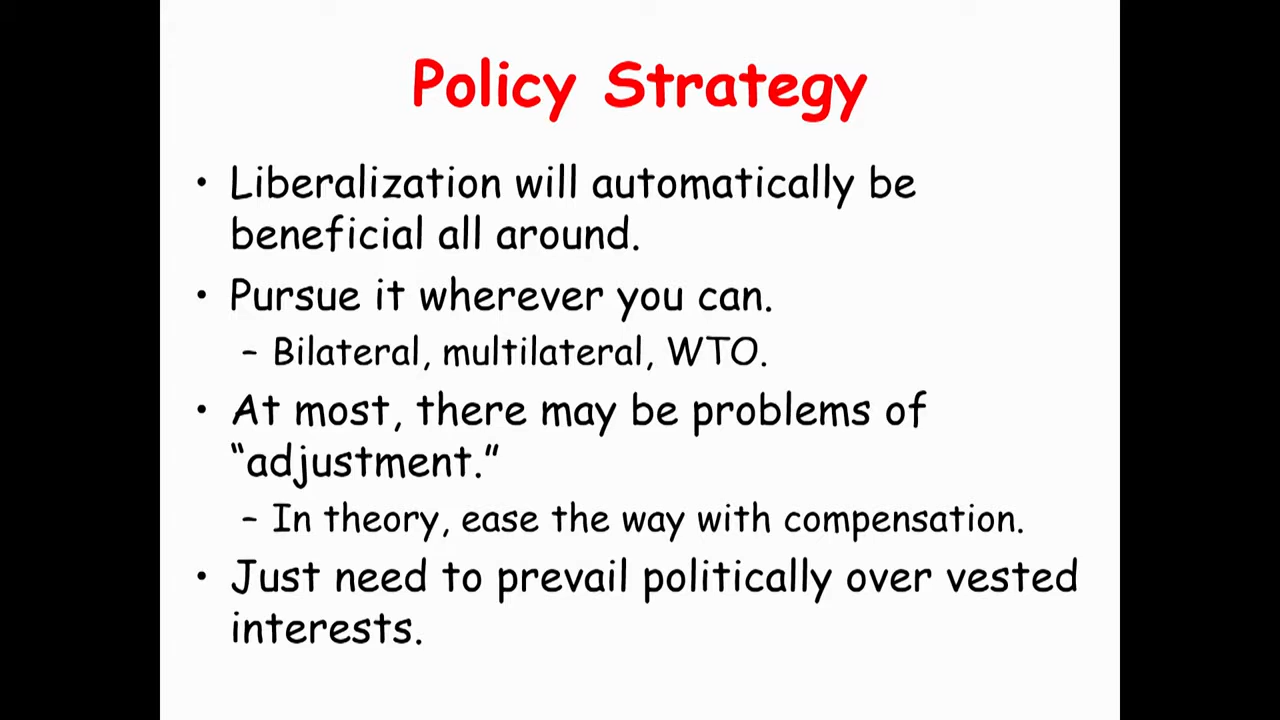 Policy Strategy
• Liberalization will automatically be
beneficial all around.
• Pursue it wherever you can.
– Bilateral, multilateral, WTO.
• At most, there may be problems of
“adjustment.”
– In theory, ease the way with compensation.
• Just need to prevail politically over vested
interests.